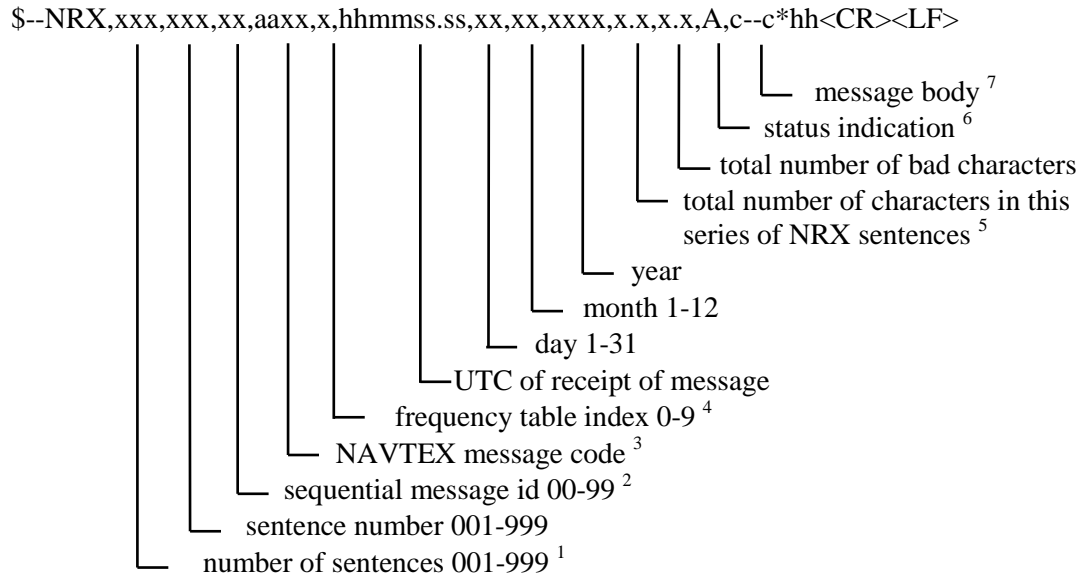 $--NRX,xxx,xxx,xx,aaxx,x,hhmmss.ss,xx,xx,xxxx,x.x,x.x,A,c--c*hh<CR><LF>
message body 7
status indication 6
total number of bad characters
total number of characters in this
series of NRX sentences 5
year
month 1-12
day 1-31
UTC of receipt of message
frequency table index 0-9 4
NAVTEX message code 3
sequential message id 00-99 2
sentence number 001-999
number of sentences 001-999 1